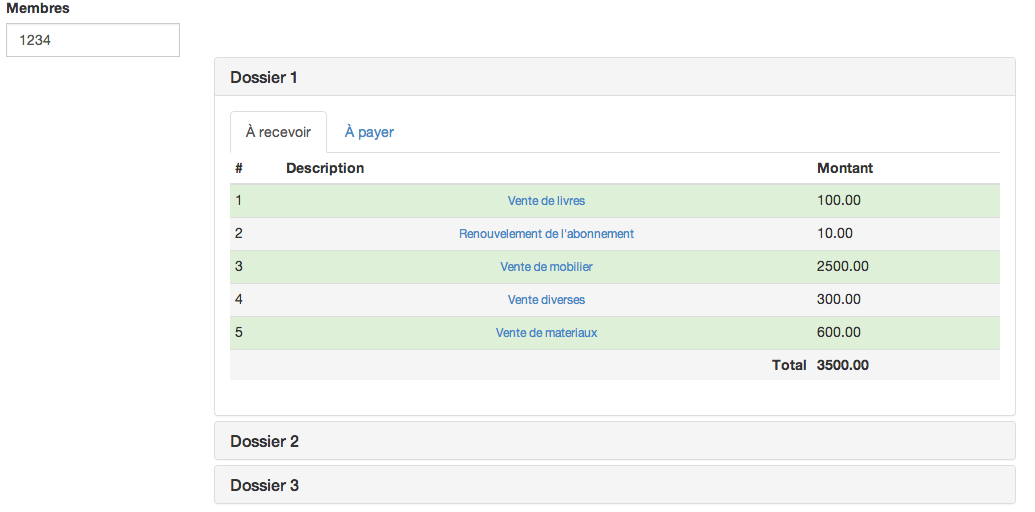 Membres
1234
Dossier 1
À recevoir À payer
# Description Montant
1 Vente de livres 100.00
2 Renouvelement de l'abonnement 10.00
3 Vente de mobilier 2500.00
4 Vente diverses 300.00
5 Vente de materiaux 600.00
Total 3500.00
Dossier 2
Dossier 3